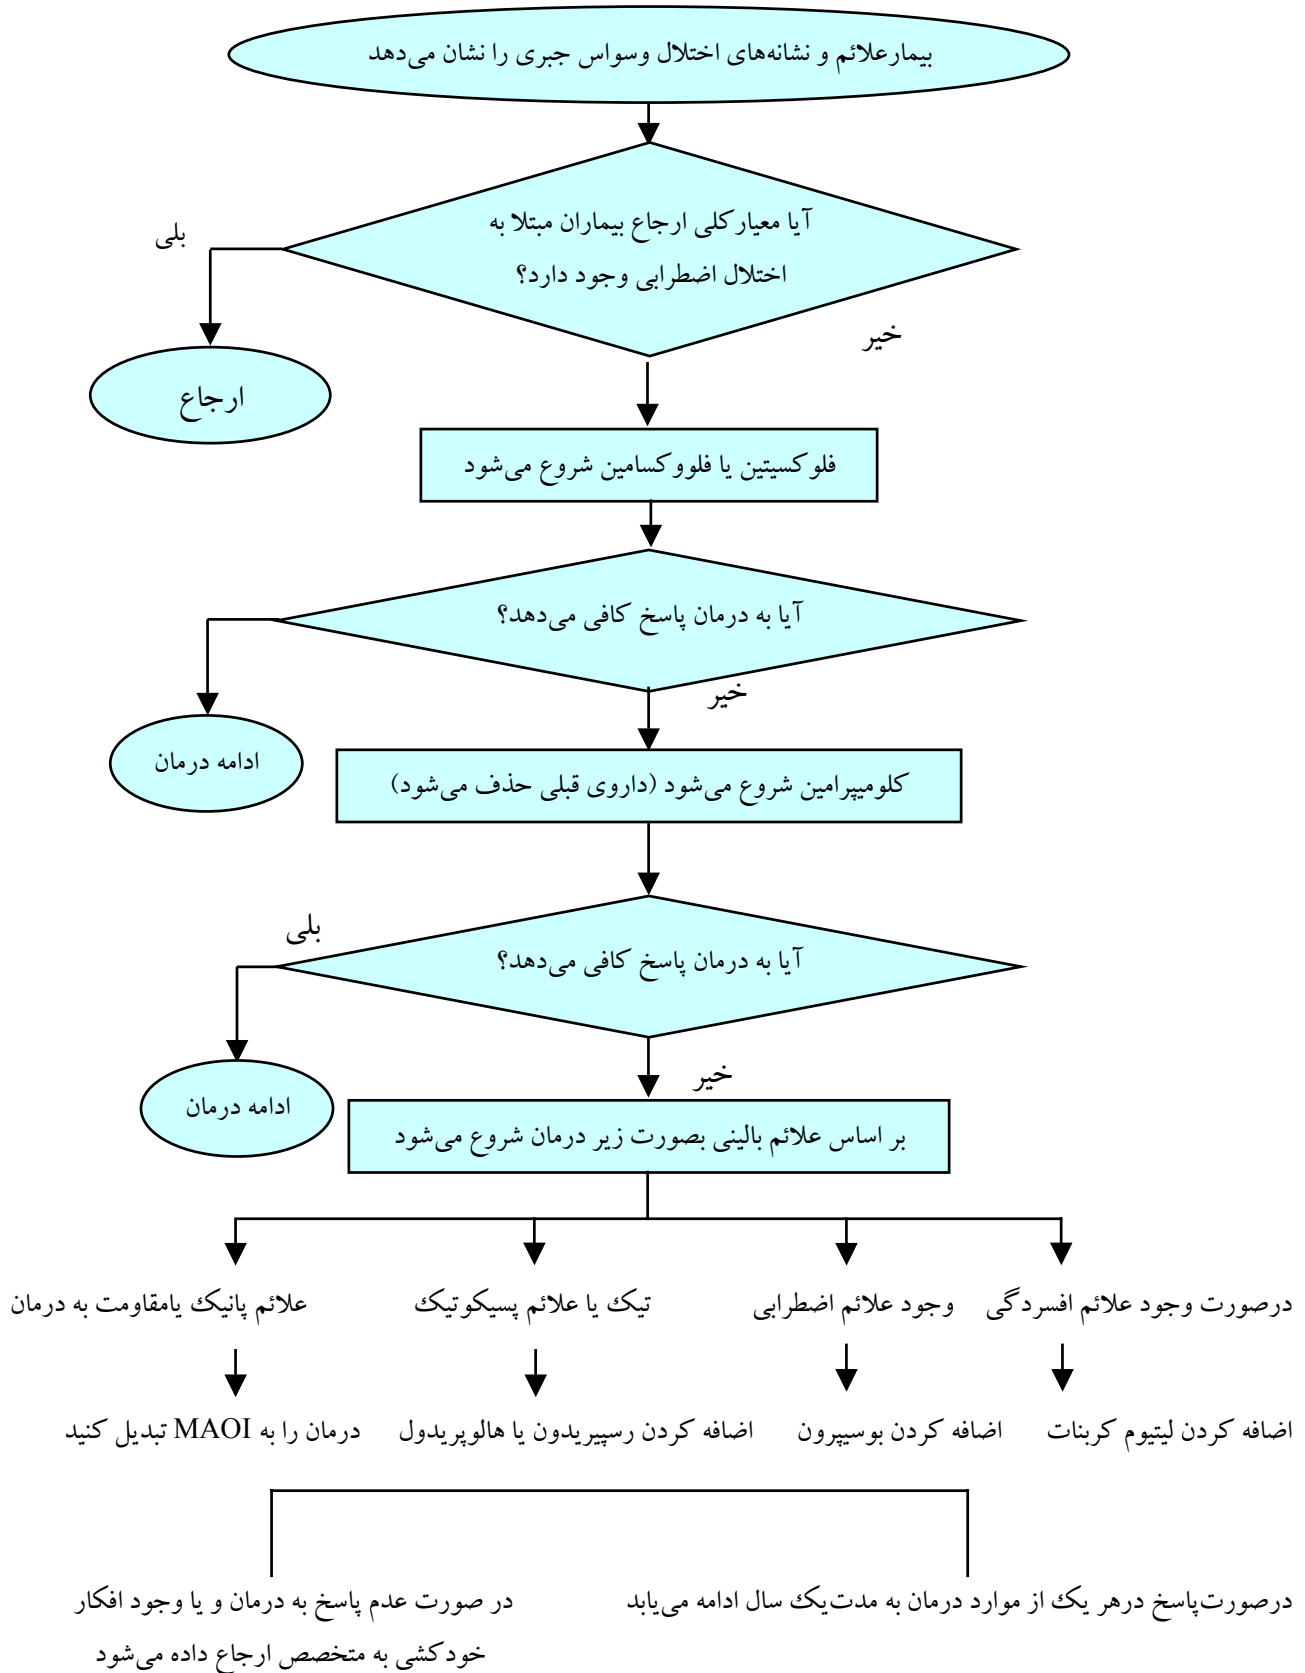 بیمارعلائم و نشانه‌های اختلال وسواس جبری را نشان می‌دهد
آیا معیارکلی ارجاع بیماران مبتلا به
اختلال اضطرابی وجود دارد؟
بلی
خیر
ارجاع
فلوکسیتین یا فلووکسامین شروع می‌شود
آیا به درمان پاسخ کافی می‌دهد؟
خیر
ادامه درمان
کلومیپرامین شروع می‌شود (داروی قبلی حذف می‌شود)
بلی
آیا به درمان پاسخ کافی می‌دهد؟
خیر
ادامه درمان
بر اساس علائم بالینی بصورت زیر درمان شروع می‌شود
درصورت وجود علائم افسردگی
وجود علائم اضطرابی
تیک یا علائم پسیکوتیک
علائم پانیک یامقاومت به درمان
اضافه کردن لیتیوم کربنات
اضافه کردن بوسپیرون
اضافه کردن رسپیریدون یا هالوپریدول
درمان را به MAOI تبدیل کنید
درصورت‌پاسخ درهر یک از موارد درمان به مدت‌یک سال ادامه می‌یابد
در صورت عدم پاسخ به درمان و یا وجود افکار
خودکشی به متخصص ارجاع داده می‌شود